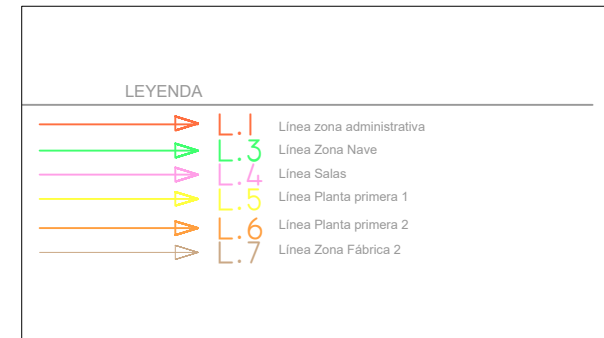 LEYENDA
L.1 Línea zona administrativa
L.3 Línea Zona Nave
L.4 Línea Salas
L.5 Línea Planta primera 1
L.6 Línea Planta primera 2
L.7 Línea Zona Fábrica 2